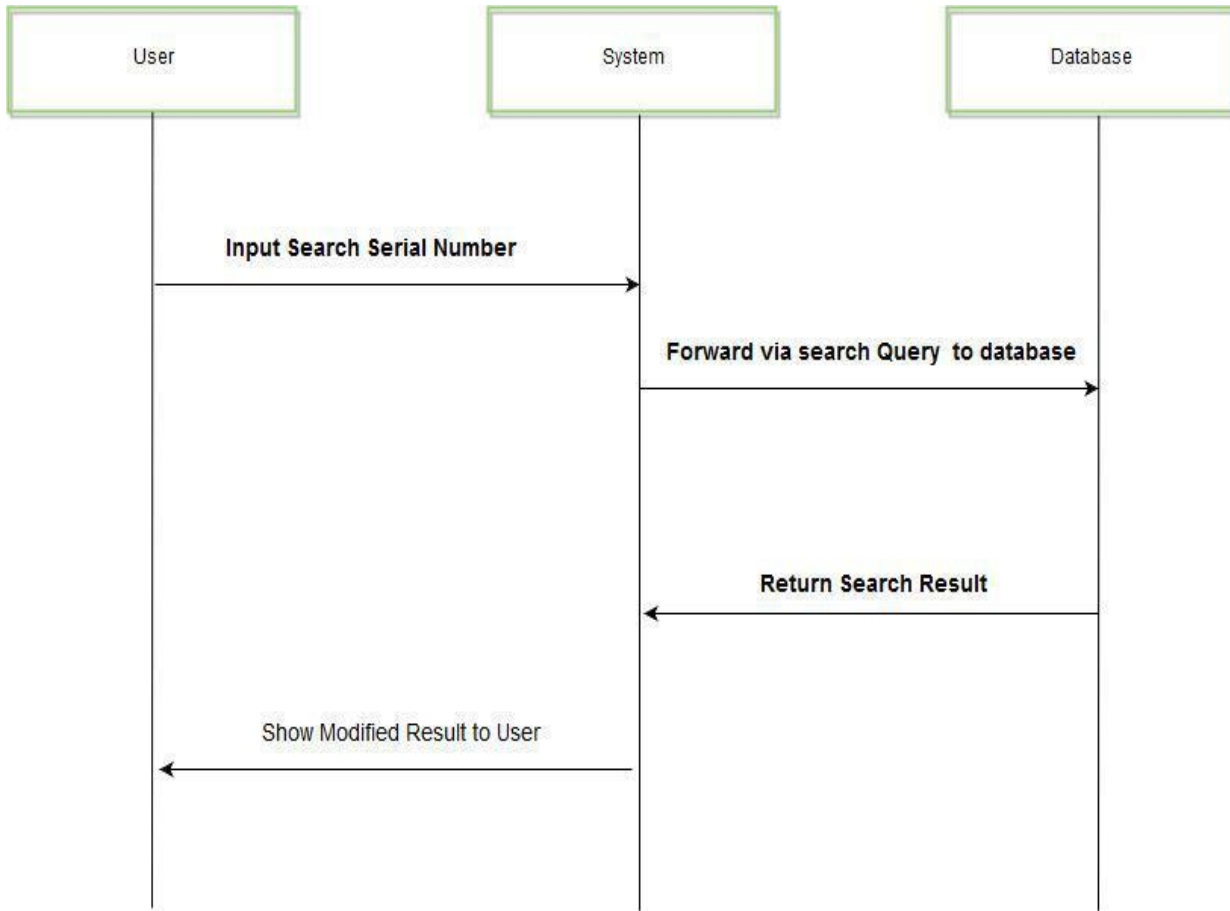 User
System
Database
Input Search Serial Number
Forward via search Query to database
Return Search Result
Show Modified Result to User